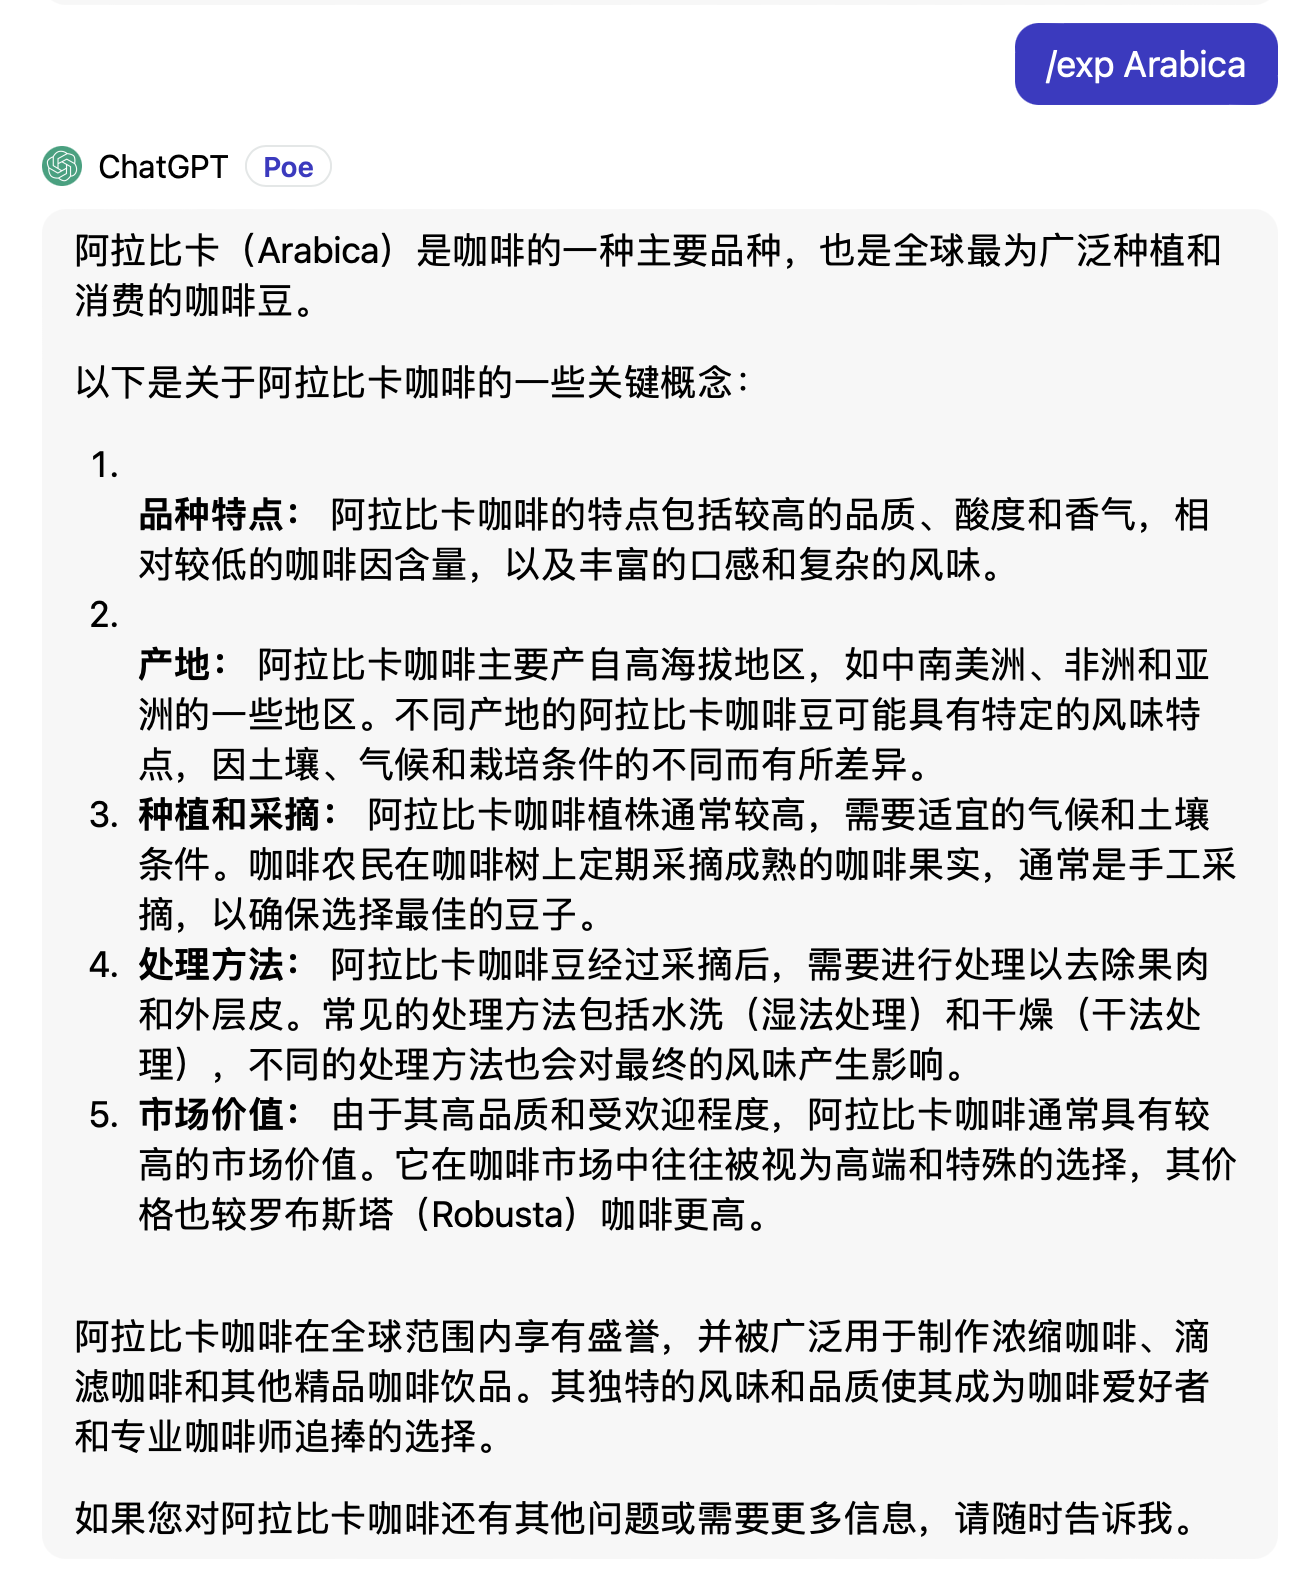 /exp Arabica
ChatGPT Poe
阿拉比卡（Arabica）是咖啡的一种主要品种，也是全球最为广泛种植和
消费的咖啡豆。
以下是关于阿拉比卡咖啡的一些关键概念：
1.
品种特点： 阿拉比卡咖啡的特点包括较高的品质、酸度和香气，相
对较低的咖啡因含量，以及丰富的口感和复杂的风味。
2.
产地： 阿拉比卡咖啡主要产自高海拔地区，如中南美洲、非洲和亚
洲的一些地区。不同产地的阿拉比卡咖啡豆可能具有特定的风味特
点，因土壤、气候和栽培条件的不同而有所差异。
3. 种植和采摘： 阿拉比卡咖啡植株通常较高，需要适宜的气候和土壤
条件。咖啡农民在咖啡树上定期采摘成熟的咖啡果实，通常是手工采
摘，以确保选择最佳的豆子。
4. 处理方法： 阿拉比卡咖啡豆经过采摘后，需要进行处理以去除果肉
和外层皮。常见的处理方法包括水洗（湿法处理）和干燥（干法处
理），不同的处理方法也会对最终的风味产生影响。
5. 市场价值： 由于其高品质和受欢迎程度，阿拉比卡咖啡通常具有较
高的市场价值。它在咖啡市场中往往被视为高端和特殊的选择，其价
格也较罗布斯塔（Robusta）咖啡更高。
阿拉比卡咖啡在全球范围内享有盛誉，并被广泛用于制作浓缩咖啡、滴
滤咖啡和其他精品咖啡饮品。其独特的风味和品质使其成为咖啡爱好者
和专业咖啡师追捧的选择。
如果您对阿拉比卡咖啡还有其他问题或需要更多信息，请随时告诉我。